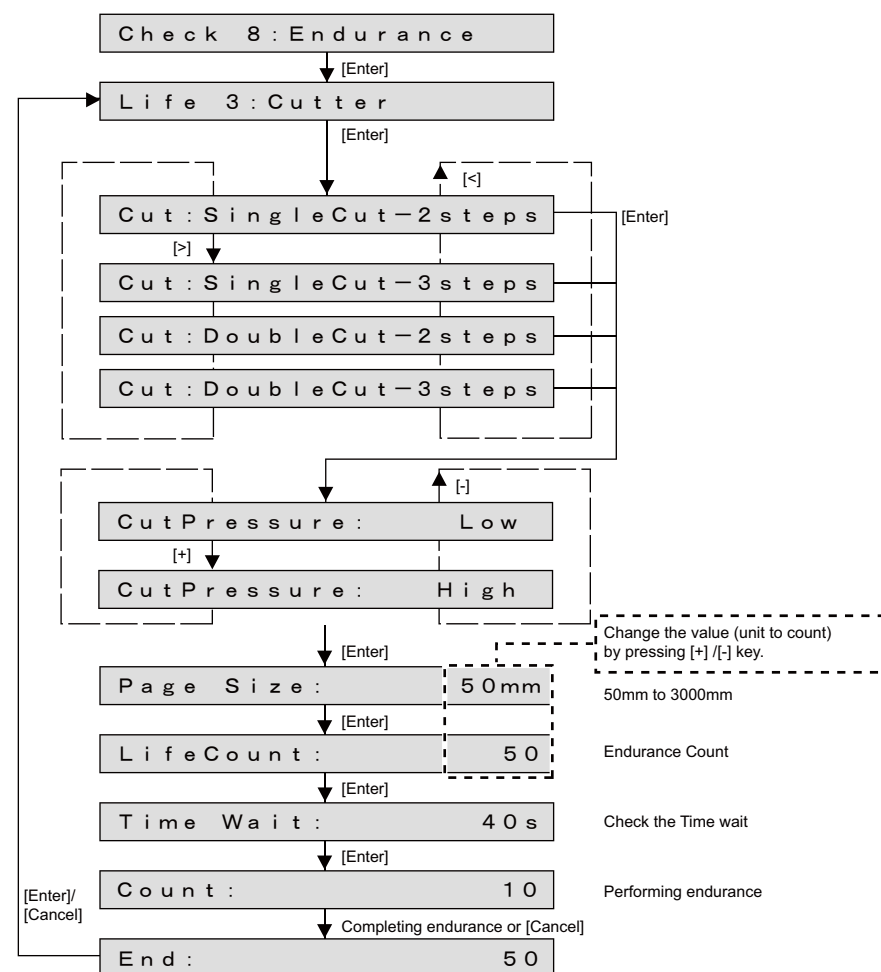 Check 8:Endurance
[Enter]
Life 3:Cutter
[Enter]
[<]
Cut:SingleCut-2steps
[Enter]
[>]
Cut:SingleCut-3steps
Cut:DoubleCut-2steps
Cut:DoubleCut-3steps
[-]
CutPressure: Low
[+]
CutPressure: High
Change the value (unit to count)
by pressing [+] /[-] key.
[Enter]
Page Size: 50mm
50mm to 3000mm
[Enter]
LifeCount: 50
Endurance Count
[Enter]
Time Wait: 40s
Check the Time wait
[Enter]
Count: 10
Performing endurance
[Enter]/
[Cancel]
Completing endurance or [Cancel]
End: 50